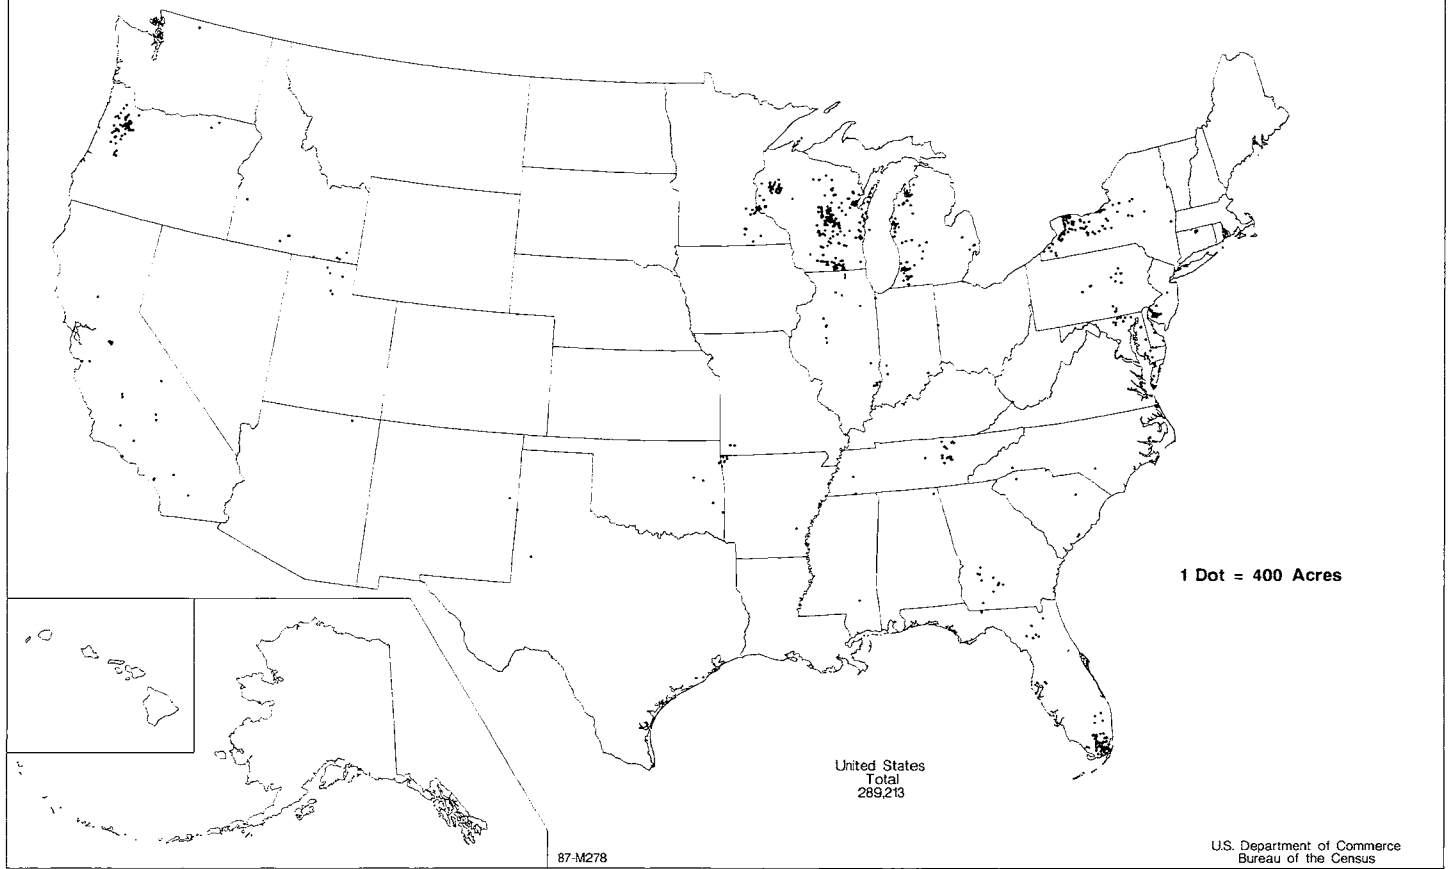 1 Dot = 400 Acres
United States
Total
289,213
87-M278
U.S. Department of Commerce
Bureau of the Census